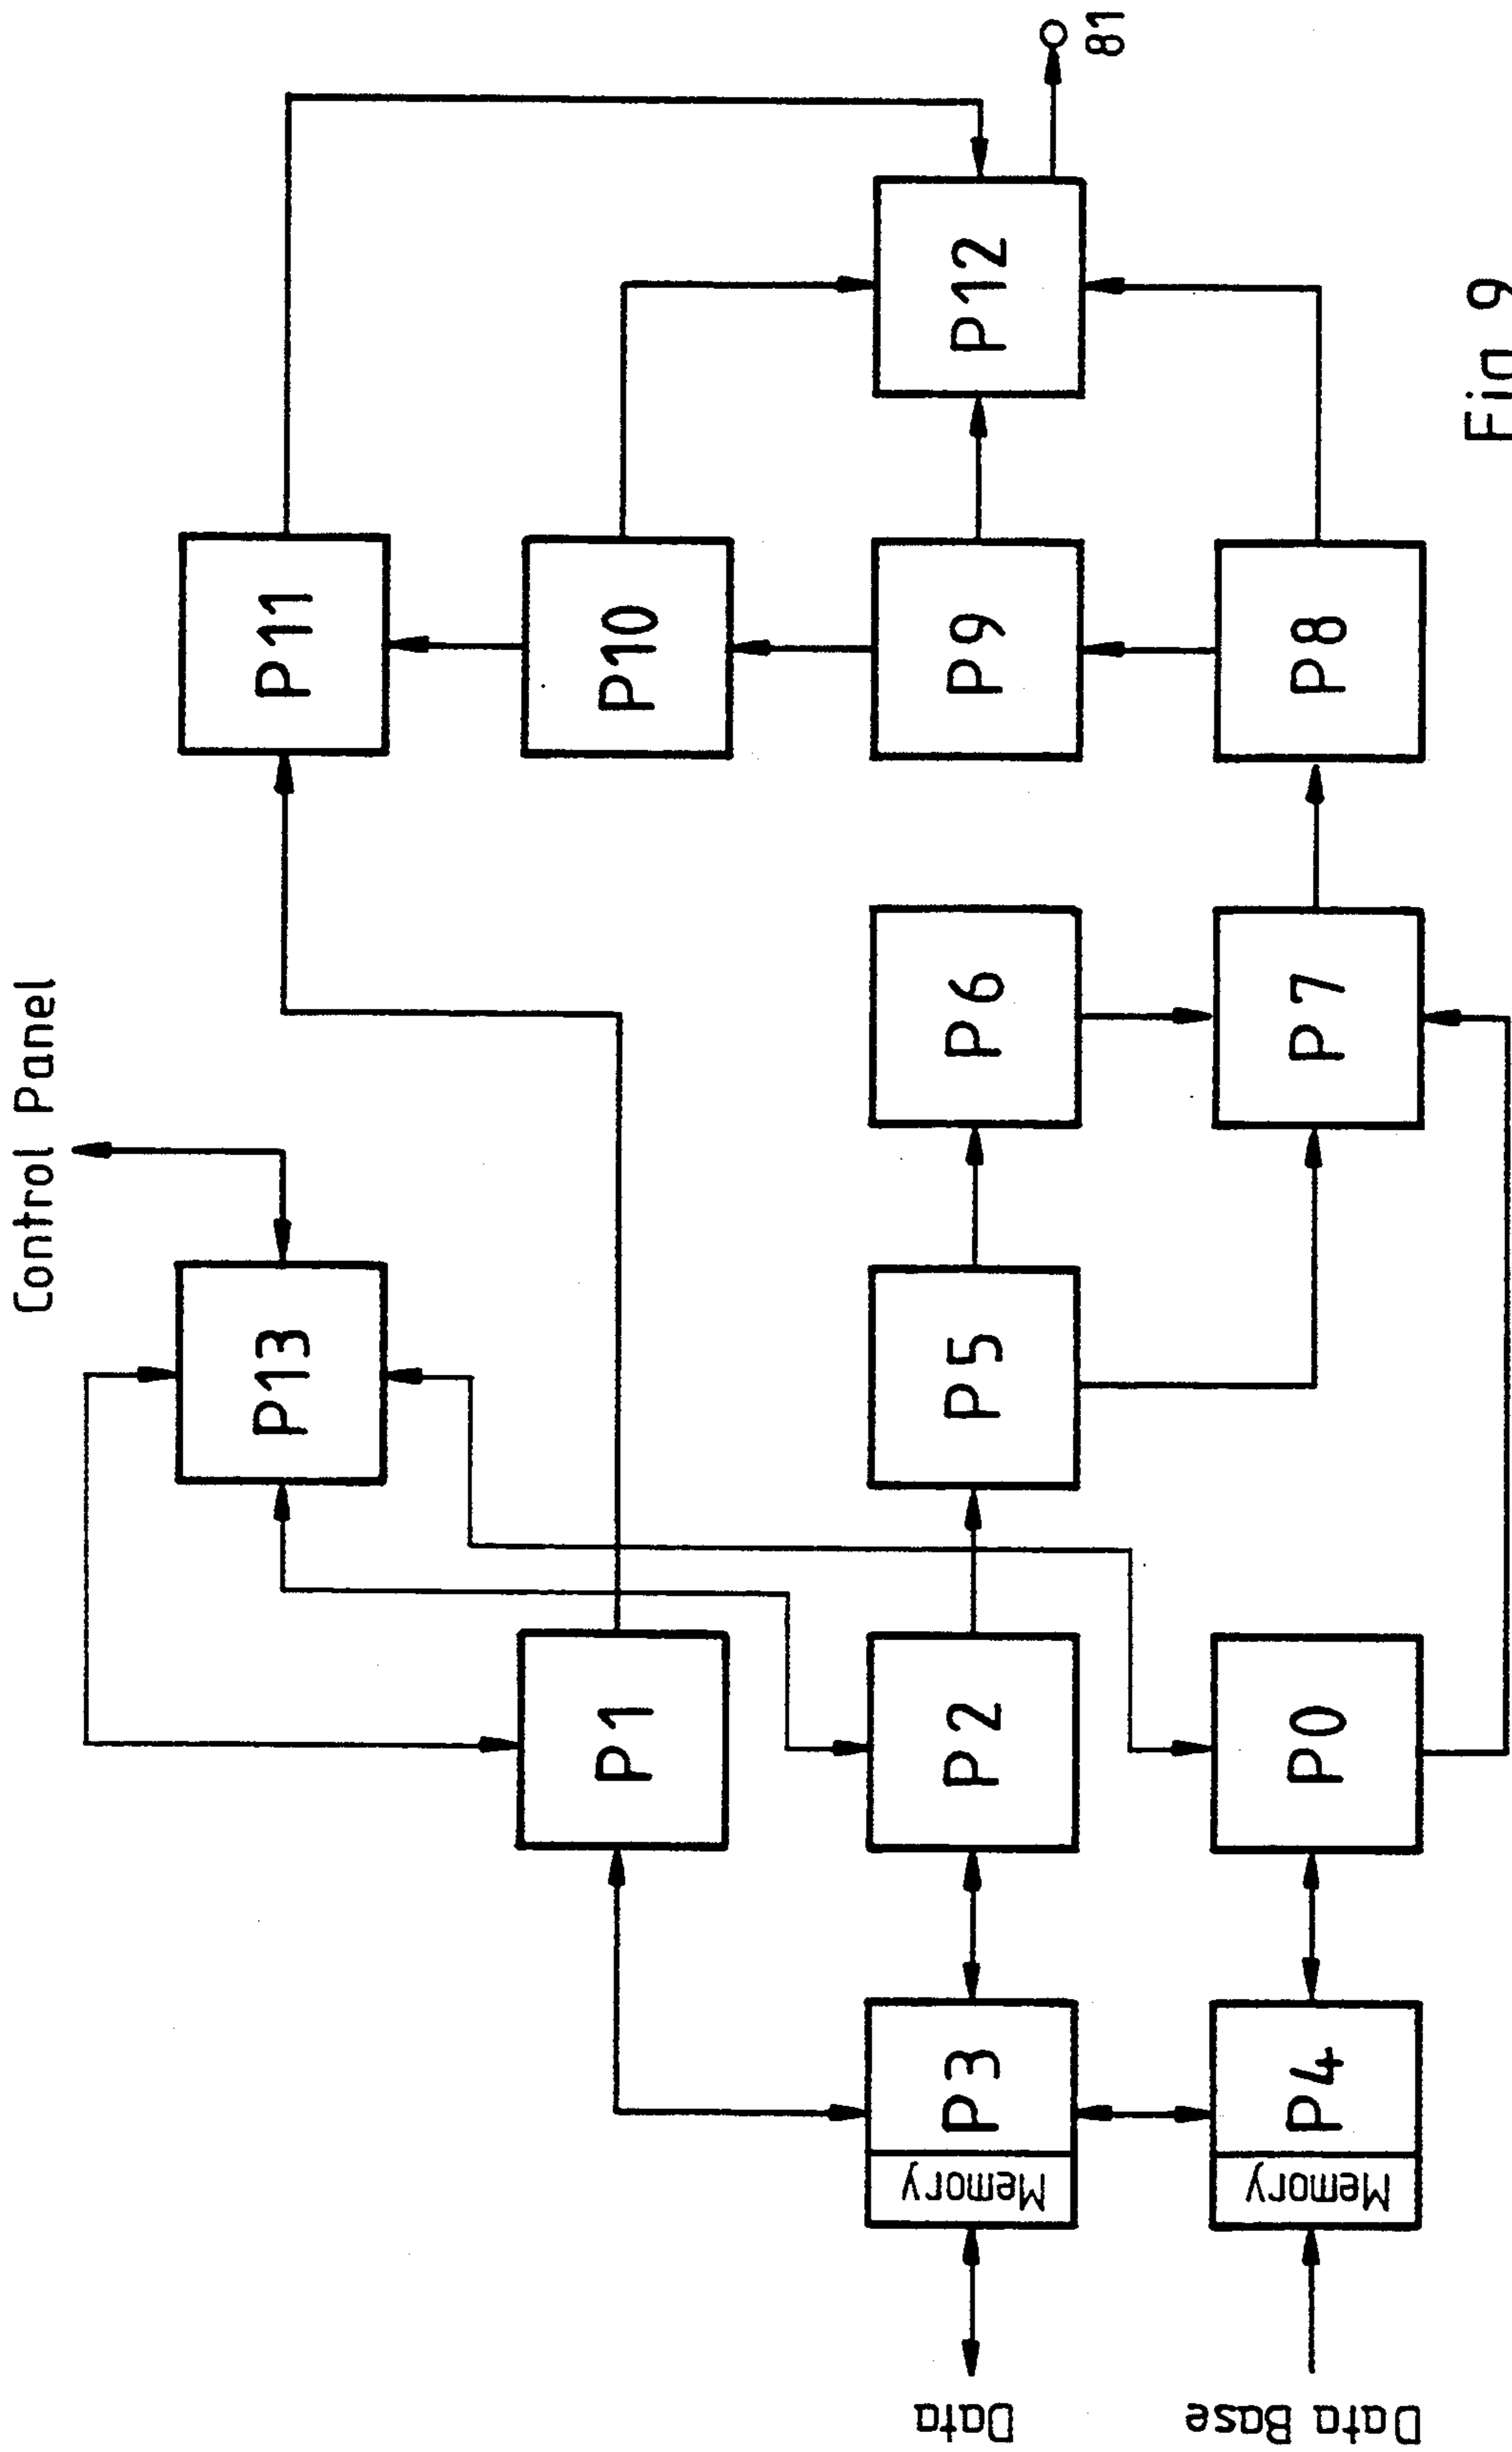 Control Panel
P13
P11
P1
P10
Memory
P3
P2
P5
P6
P9
P12
81
Data
Memory
P4
P0
P7
P8
Data Base
Fig 9